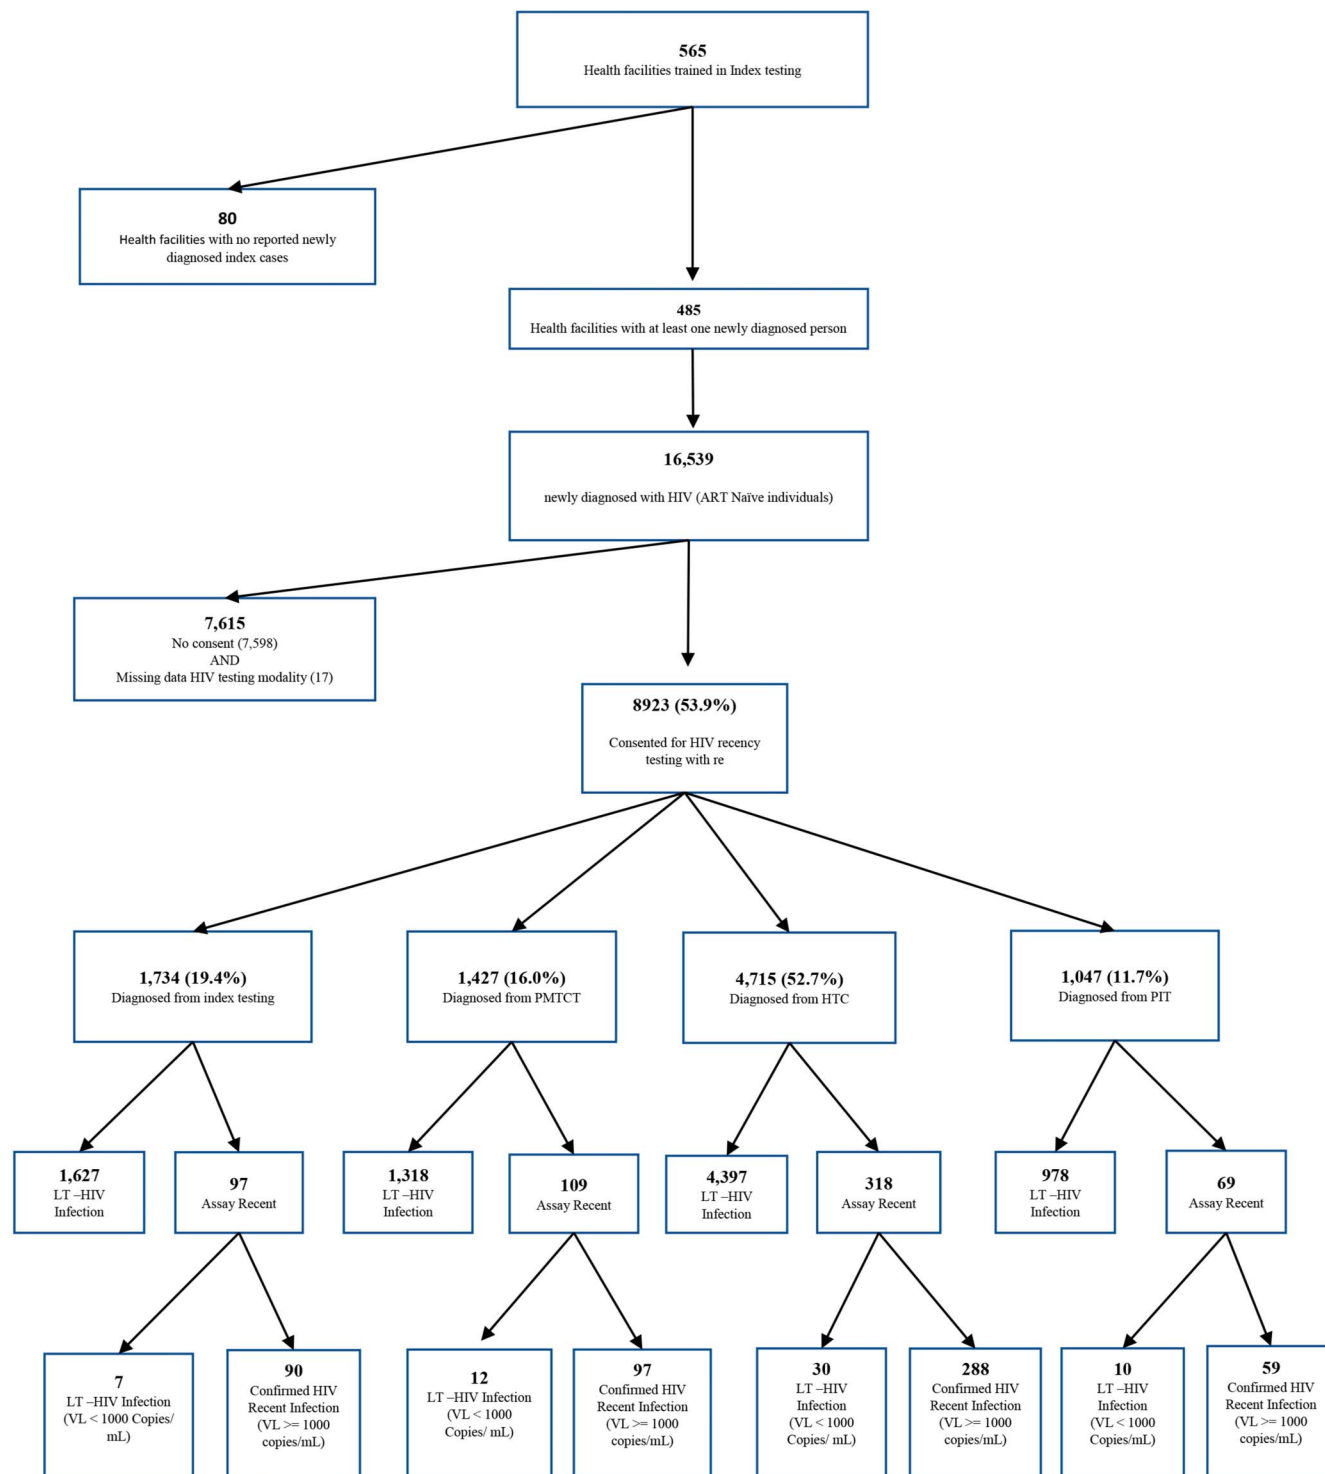 565
Health facilities trained in Index testing
80
Health facilities with no reported newly
diagnosed index cases
485
Health facilities with at least one newly diagnosed person
16,539
newly diagnosed with HIV (ART Naïve individuals)
7,615
No consent (7,598)
AND
Missing data HIV testing modality (17)
8923 (53.9%)
Consented for HIV recency
testing with re
1,734 (19.4%)
Diagnosed from index testing
1,427 (16.0%)
Diagnosed from PMTCT
4,715 (52.7%)
Diagnosed from HTC
1,047 (11.7%)
Diagnosed from PIT
1,627
LT –HIV
Infection
97
Assay Recent
1,318
LT –HIV
Infection
109
Assay Recent
4,397
LT –HIV
Infection
318
Assay Recent
978
LT –HIV
Infection
69
Assay Recent
7
LT –HIV Infection
(VL < 1000 Copies/
mL)
90
Confirmed HIV
Recent Infection
(VL >= 1000
copies/mL)
12
LT –HIV Infection
(VL < 1000
Copies/ mL)
97
Confirmed HIV
Recent Infection
(VL >= 1000
copies/mL)
30
LT –HIV
Infection
(VL < 1000
Copies/ mL)
288
Confirmed HIV
Recent Infection
(VL >= 1000
copies/mL)
10
LT –HIV
Infection
(VL < 1000
Copies/mL)
59
Confirmed HIV
Recent Infection
(VL >= 1000
copies/mL)